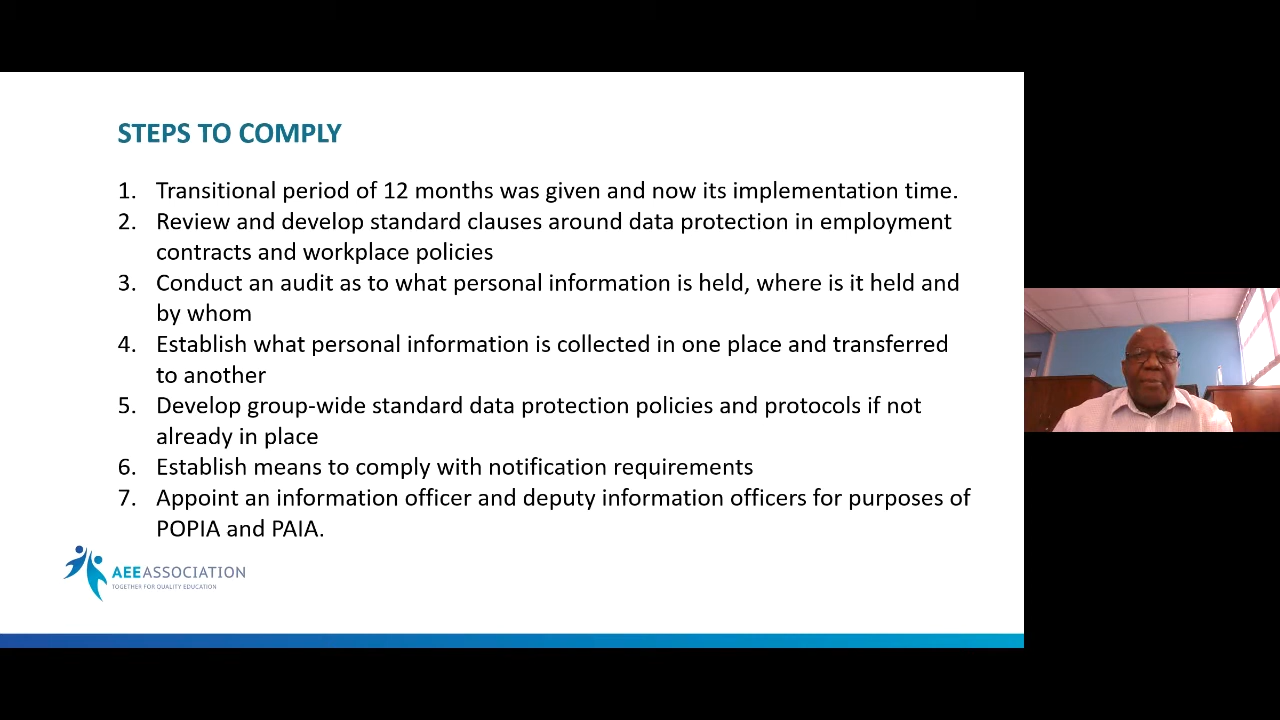 STEPS TO COMPLY
1. Transitional period of 12 months was given and now its implementation time.
2. Review and develop standard clauses around data protection in employment
contracts and workplace policies
3. Conduct an audit as to what personal information is held, where is it held and
by whom
4. Establish what personal information is collected in one place and transferred
to another
5. Develop group-wide standard data protection policies and protocols if not
already in place
6. Establish means to comply with notification requirements
7. Appoint an information officer and deputy information officers for purposes of
POPIA and PAIA.
AEEASSOCIATION
TOGETHER FOR QUALITY EDUCATION